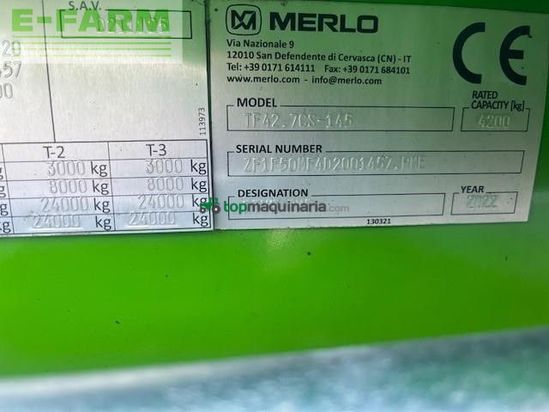 E-FARM
S.A.V.
T-2 T-3
3000 kg 3000 kg
8000 kg 8000 kg
24000 kg 24000 kg
24000 kg 24000 kg
113973
MERLO
Via Nazionale 9
12010 San Defendente di Cervasca (CN) - IT
Tel: +39 0171 614111 Fax: +39 0171 684101
www.merlo.com - info@merlo.com
CE
MODEL
TF42.7CS-145
RATED
CAPACITY [kg]
4200
SERIAL NUMBER
DESIGNATION
YEAR
2022
topmaquinaria.com
130321